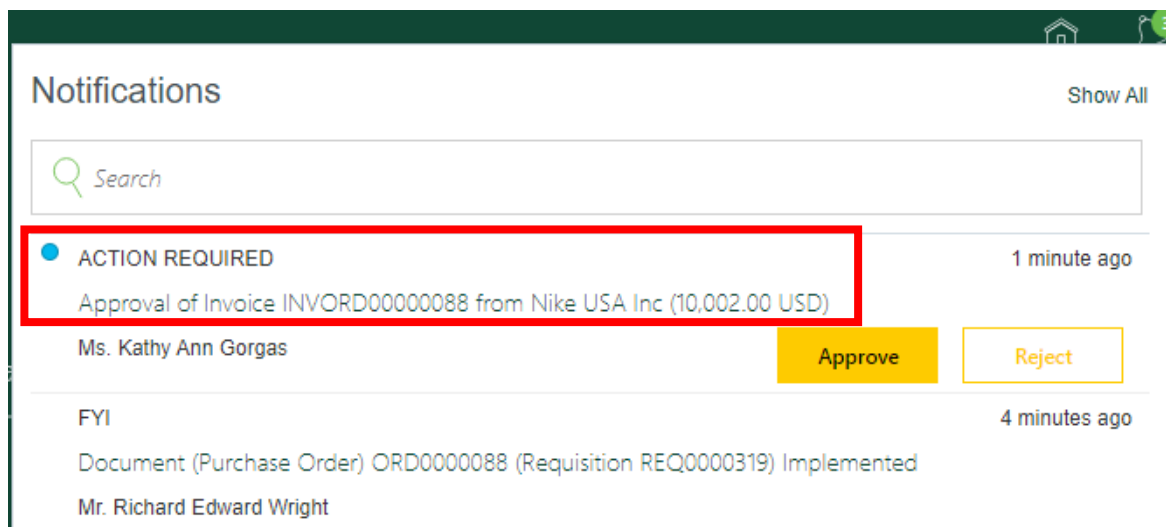 Notifications
Show All
Search
ACTION REQUIRED
1 minute ago
Approval of Invoice INVORD00000088 from Nike USA Inc (10,002.00 USD)
Ms. Kathy Ann Gorgas
Approve
Reject
FYI
4 minutes ago
Document (Purchase Order) ORD0000088 (Requisition REQ0000319) Implemented
Mr. Richard Edward Wright